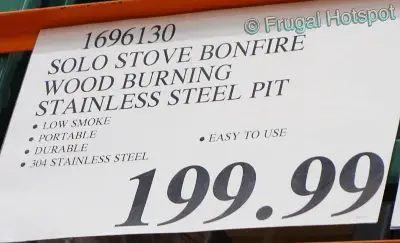 © Frugal Hotspot
1696130
SOLO STOVE BONFIRE
WOOD BURNING
STAINLESS STEEL PIT
• LOW SMOKE
• PORTABLE
• DURABLE • EASY TO USE
• 304 STAINLESS STEEL
199.99